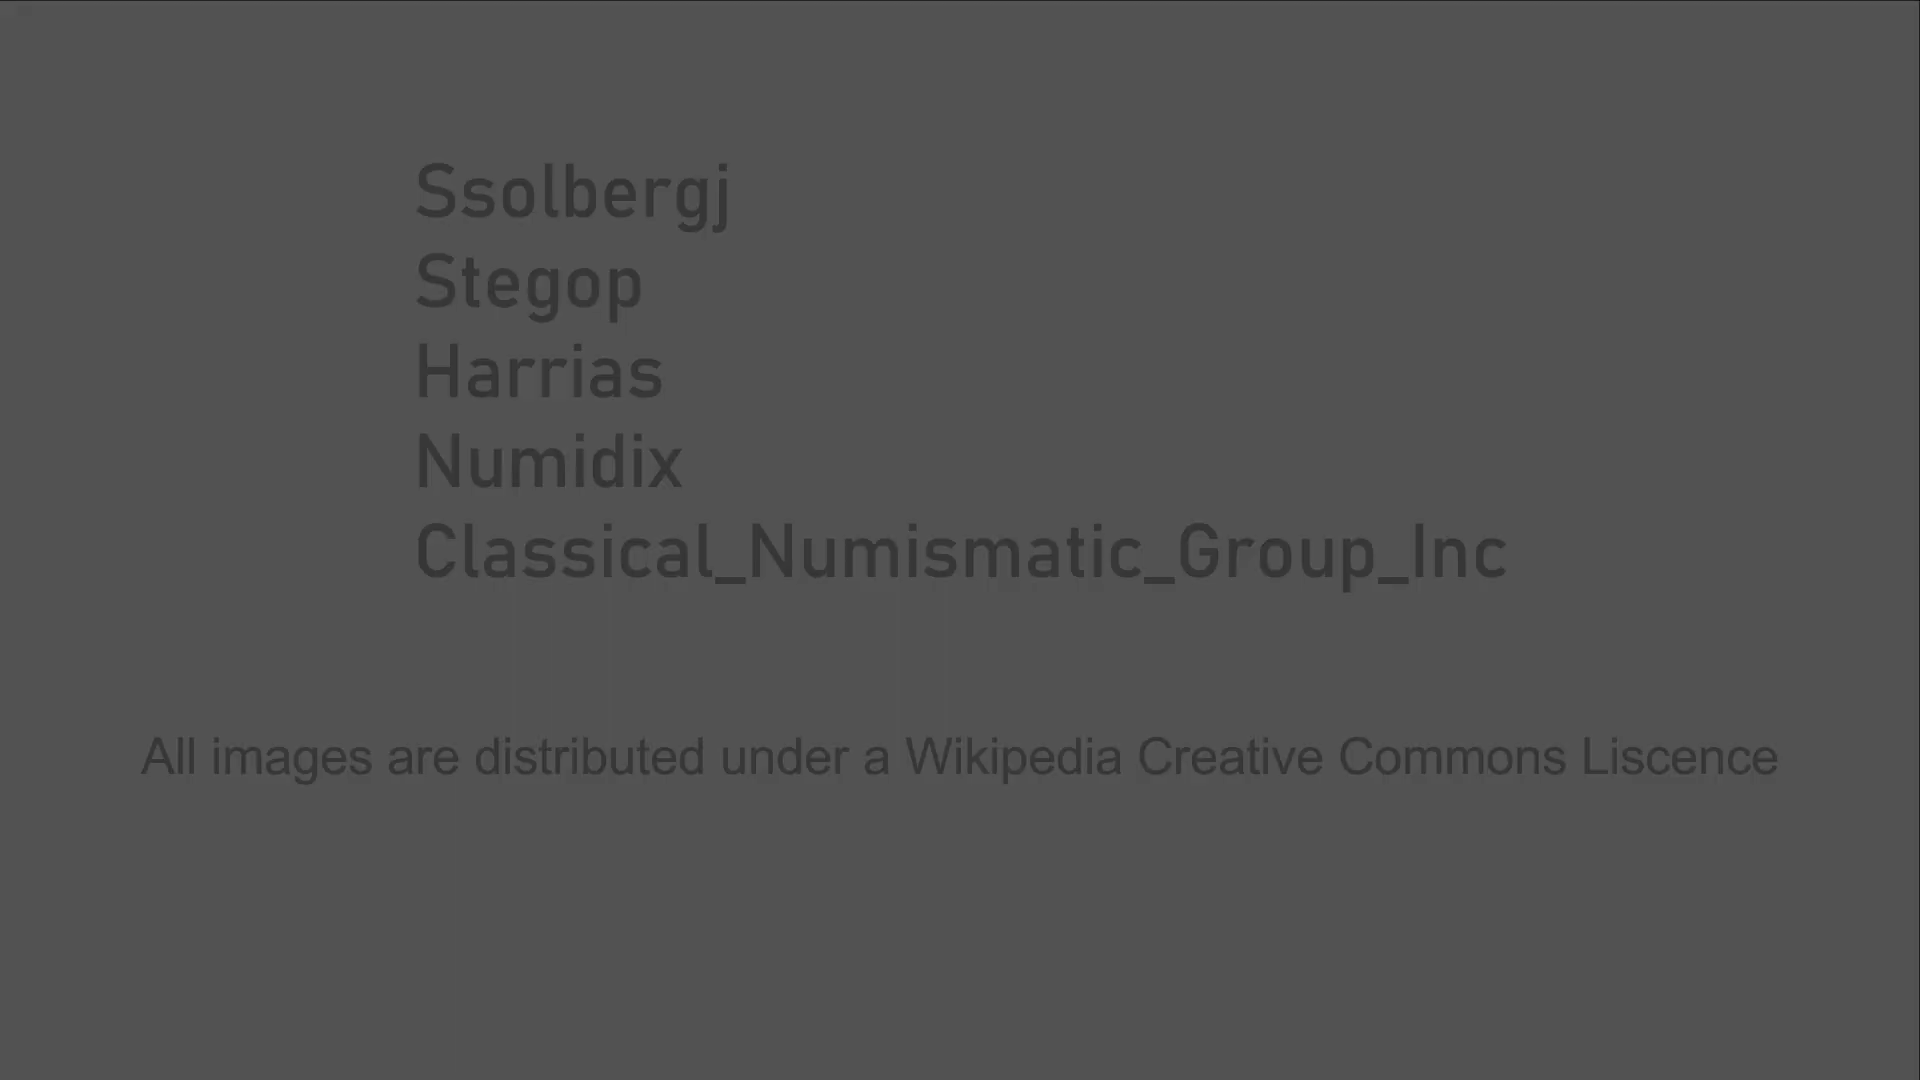 Ssolbergj
Stegop
Harrias
Numidix
Classical_Numismatic_Group_Inc
All images are distributed under a Wikipedia Creative Commons Liscence